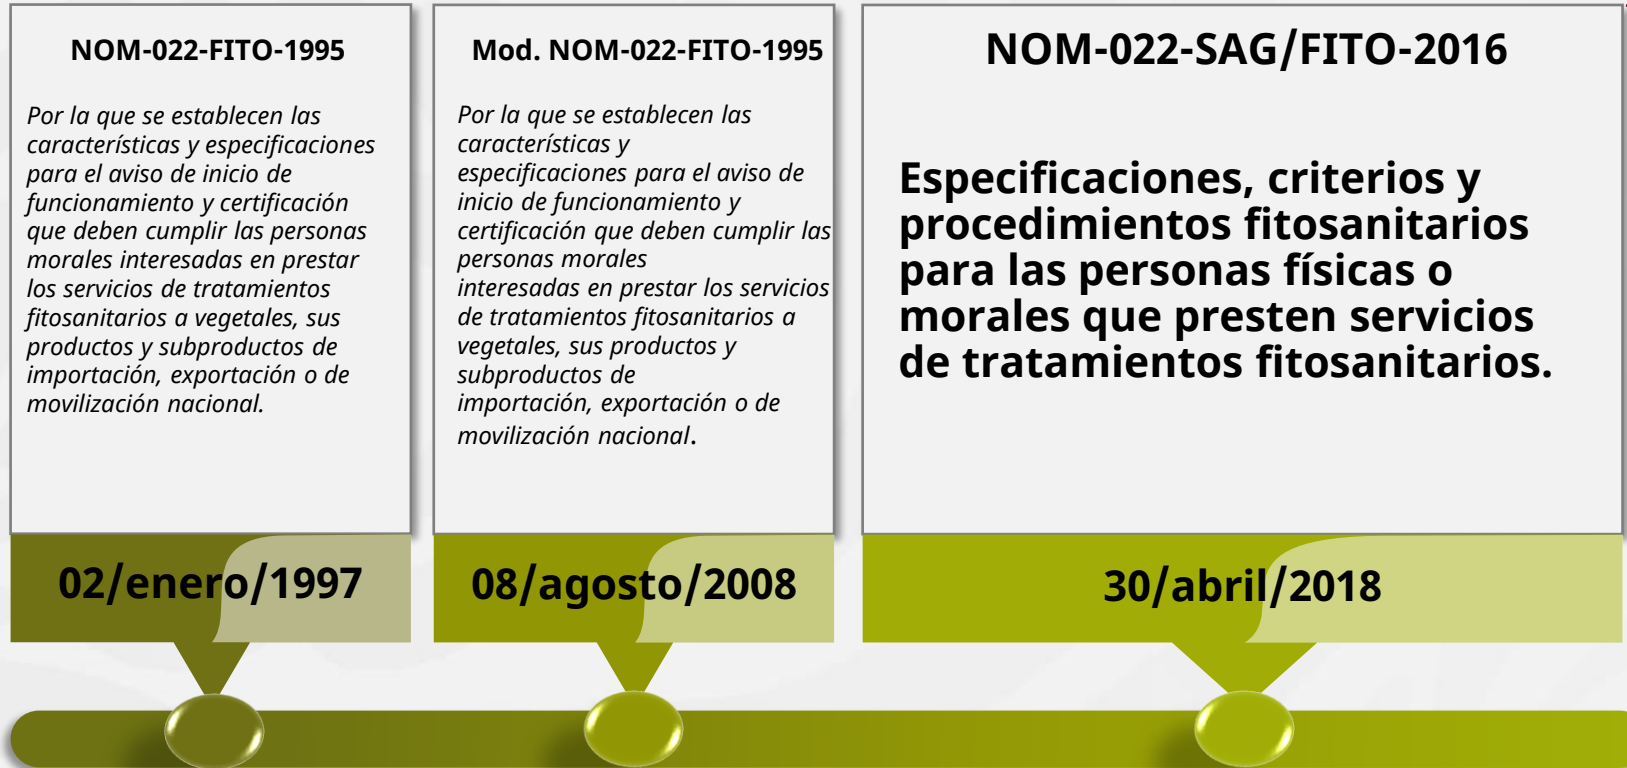 NOM-022-FITO-1995
Por la que se establecen las
características y especificaciones
para el aviso de inicio de
funcionamiento y certificación
que deben cumplir las personas
morales interesadas en prestar
los servicios de tratamientos
fitosanitarios a vegetales, sus
productos y subproductos de
importación, exportación o de
movilización nacional.
02/enero/1997
Mod. NOM-022-FITO-1995
Por la que se establecen las
características y
especificaciones para el aviso de
inicio de funcionamiento y
certificación que deben cumplir las
personas morales
interesadas en prestar los servicios
de tratamientos fitosanitarios a
vegetales, sus productos y
subproductos de
importación, exportación o de
movilización nacional.
08/agosto/2008
NOM-022-SAG/FITO-2016
Especificaciones, criterios y
procedimientos fitosanitarios
para las personas físicas o
morales que presten servicios
de tratamientos fitosanitarios.
30/abril/2018